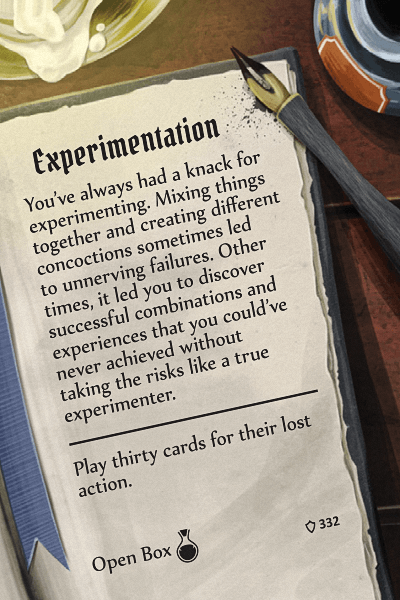 Experimentation
You've always had a knack for
experimenting. Mixing things
together and creating different
concoctions sometimes led
to unnerving failures. Other
times, it led you to discover
successful combinations and
experiences that you could've
never achieved without
taking the risks like a true
experimenter.
Play thirty cards for their lost
action.
Open Box
332